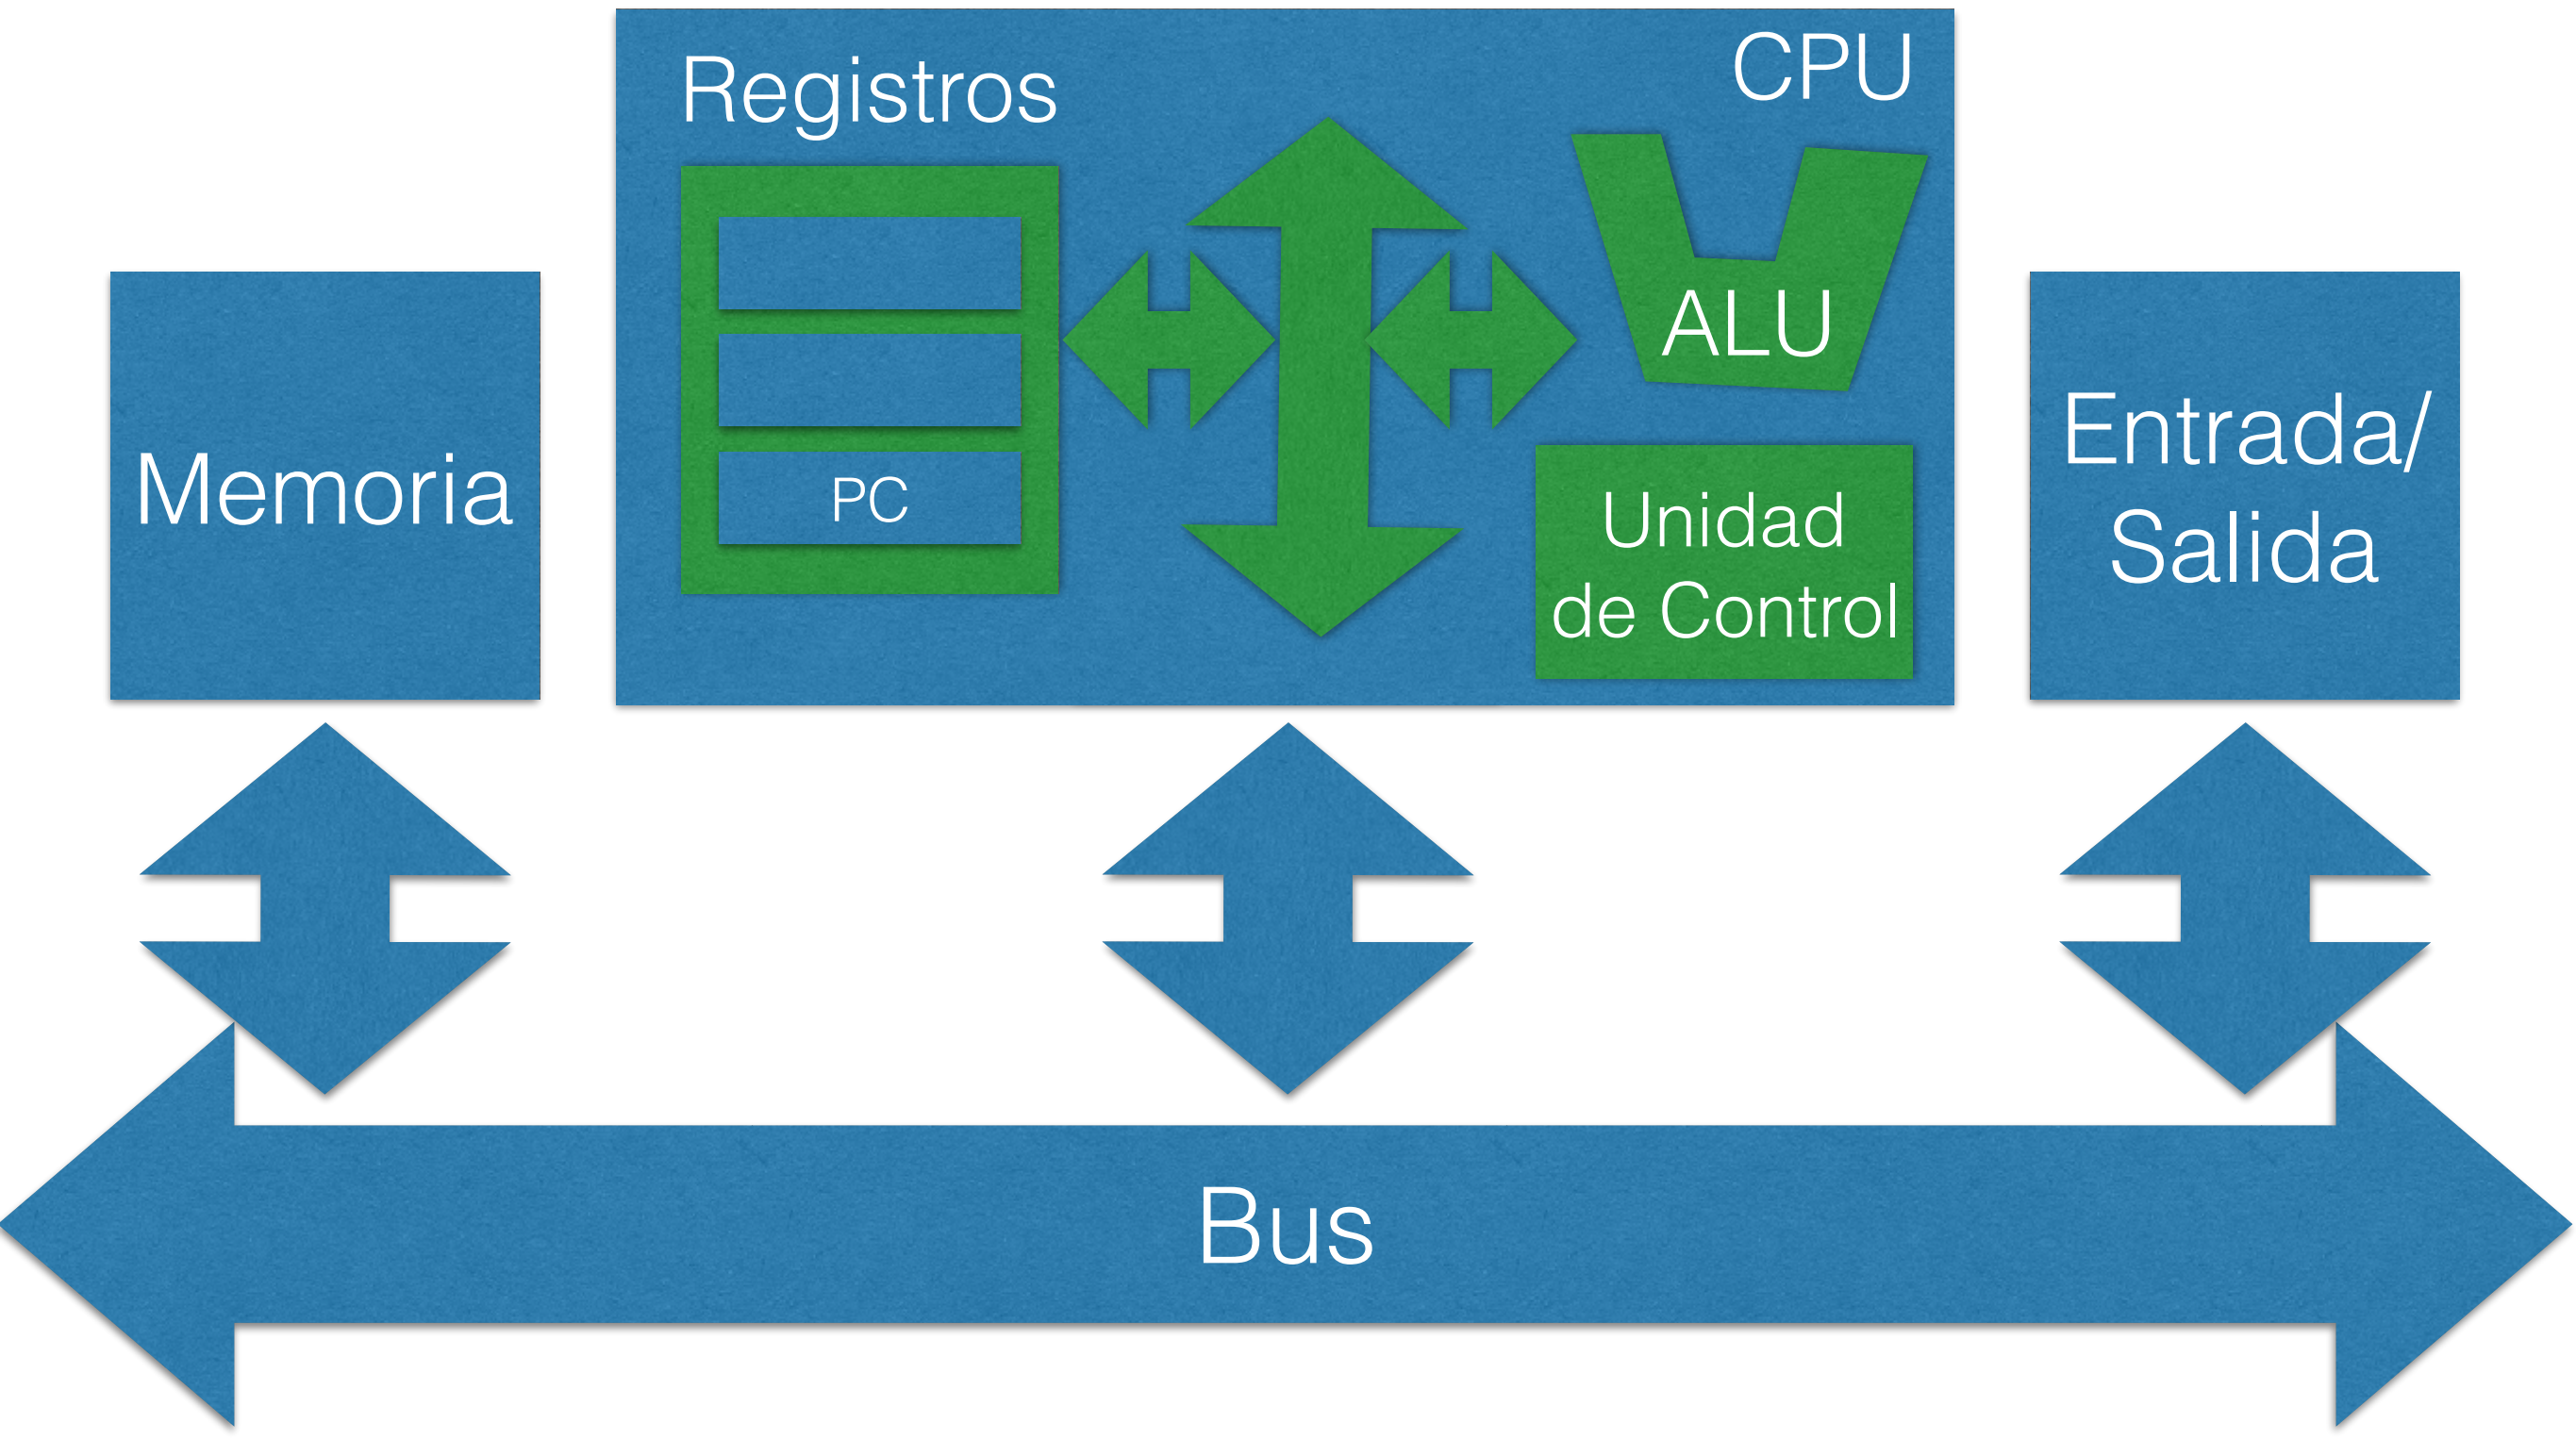 CPU
Registros
PC
ALU
Unidad
de Control
Memoria
Entrada/
Salida
Bus